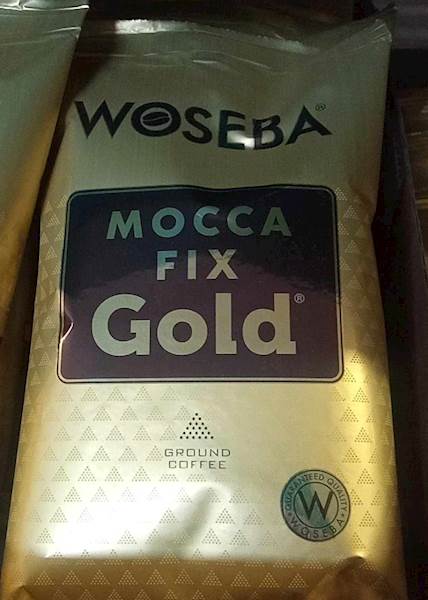 WOSEBA®
MOCCA
FIX
Gold®
GROUND
COFFEE
GUARANTEED QUALITY
W
WOSEBA